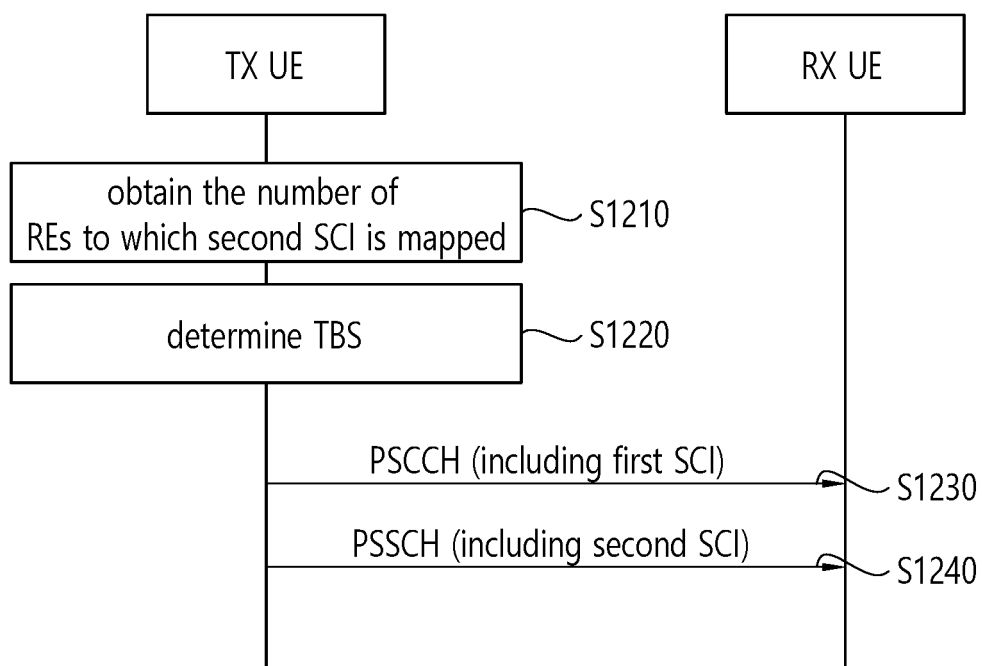 TX UE
RX UE
obtain the number of
REs to which second SCI is mapped
S1210
determine TBS
S1220
PSCCH (including first SCI)
S1230
PSSCH (including second SCI)
S1240